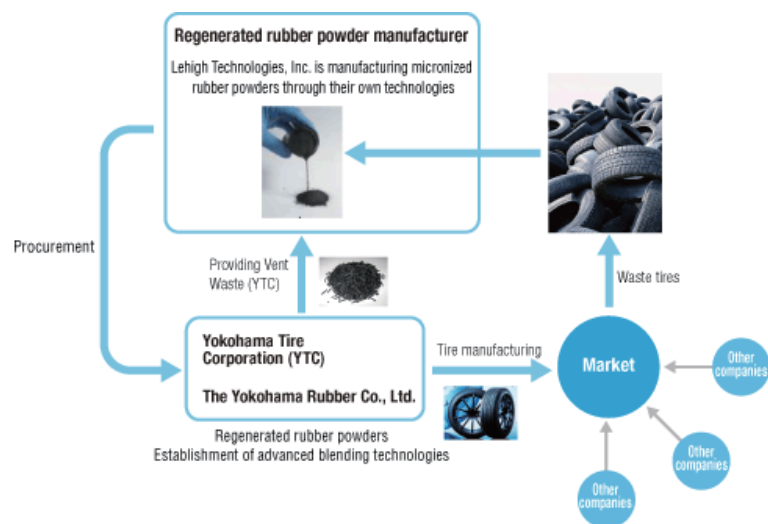 Regenerated rubber powder manufacturer
Lehigh Technologies, Inc. is manufacturing micronized
rubber powders through their own technologies
Procurement
Providing Vent
Waste (YTC)
Waste tires
Yokohama Tire
Corporation (YTC)
The Yokohama Rubber Co., Ltd.
Tire manufacturing
Market
Other
companies
Other
companies
Other
companies
Regenerated rubber powders
Establishment of advanced blending technologies